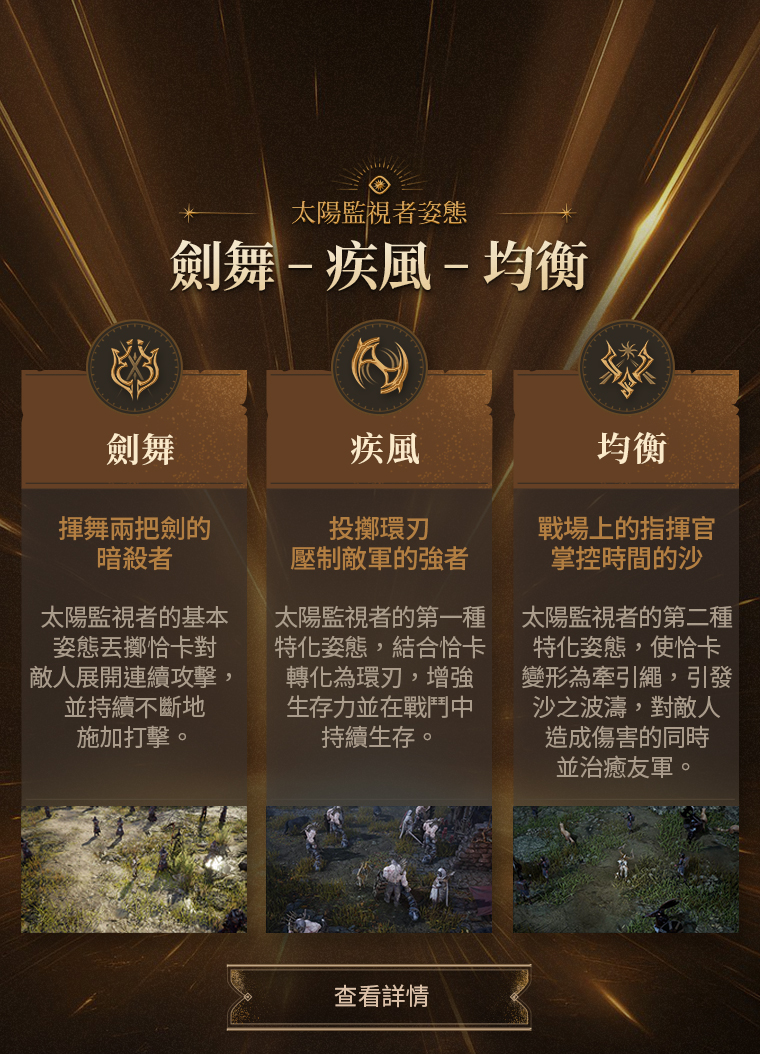 太陽監視者姿態
劍舞 – 疾風 – 均衡
劍舞
揮舞兩把劍的
暗殺者
太陽監視者的基本
姿態丟擲恰卡對
敵人展開連續攻擊，
並持續不斷地
施加打擊。
疾風
投擲環刃
壓制敵軍的強者
太陽監視者的第一種
特化姿態，結合恰卡
轉化為環刃，增強
生存力並在戰鬥中
持續生存。
均衡
戰場上的指揮官
掌控時間的沙
太陽監視者的第二種
特化姿態，使恰卡
變形為牽引繩，引發
沙之波濤，對敵人
造成傷害的同時
並治癒友軍。
查看詳情